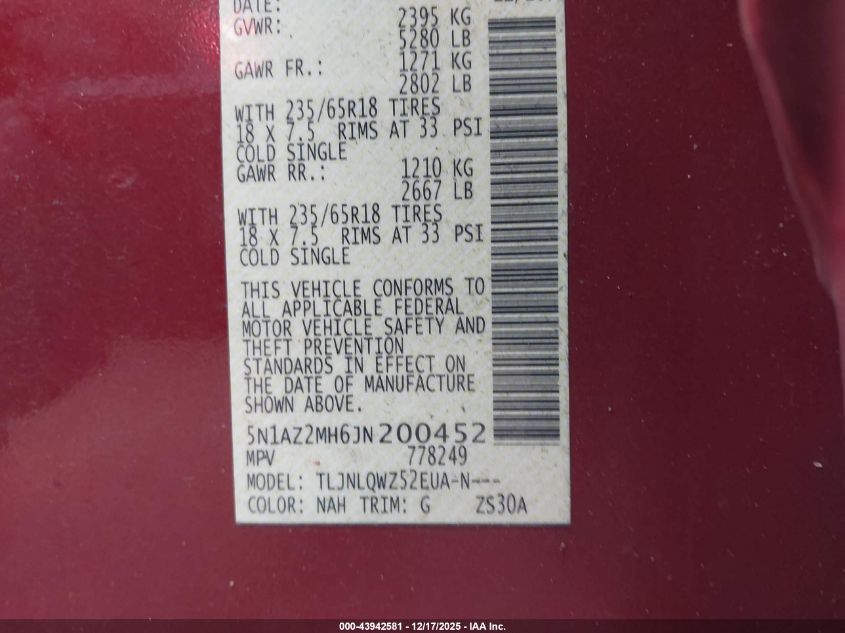 DATE:
GVWR: 2395 KG
5280 LB
GAWR FR.: 1271 KG
2802 LB
WITH 235/65R18 TIRES
18 X 7.5 RIMS AT 33 PSI
COLD SINGLE
GAWR RR.: 1210 KG
2667 LB
WITH 235/65R18 TIRES
18 X 7.5 RIMS AT 33 PSI
COLD SINGLE
THIS VEHICLE CONFORMS TO
ALL APPLICABLE FEDERAL
MOTOR VEHICLE SAFETY AND
THEFT PREVENTION
STANDARDS IN EFFECT ON
THE DATE OF MANUFACTURE
SHOWN ABOVE.
5N1AZ2MH6JN200452
MPV 778249
MODEL: TLJNLQWZ52EUA-N---
COLOR: NAH TRIM: G ZS30A
000-43942581 - 12/17/2025 - IAA Inc.